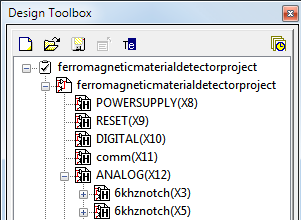 Design Toolbox
ferromagneticmaterialdetectorproject
ferromagneticmaterialdetectorproject
POWERSUPPLY(X8)
RESET(X9)
DIGITAL(X10)
comm(X11)
ANALOG(X12)
6khznotch(X3)
6khznotch(X5)